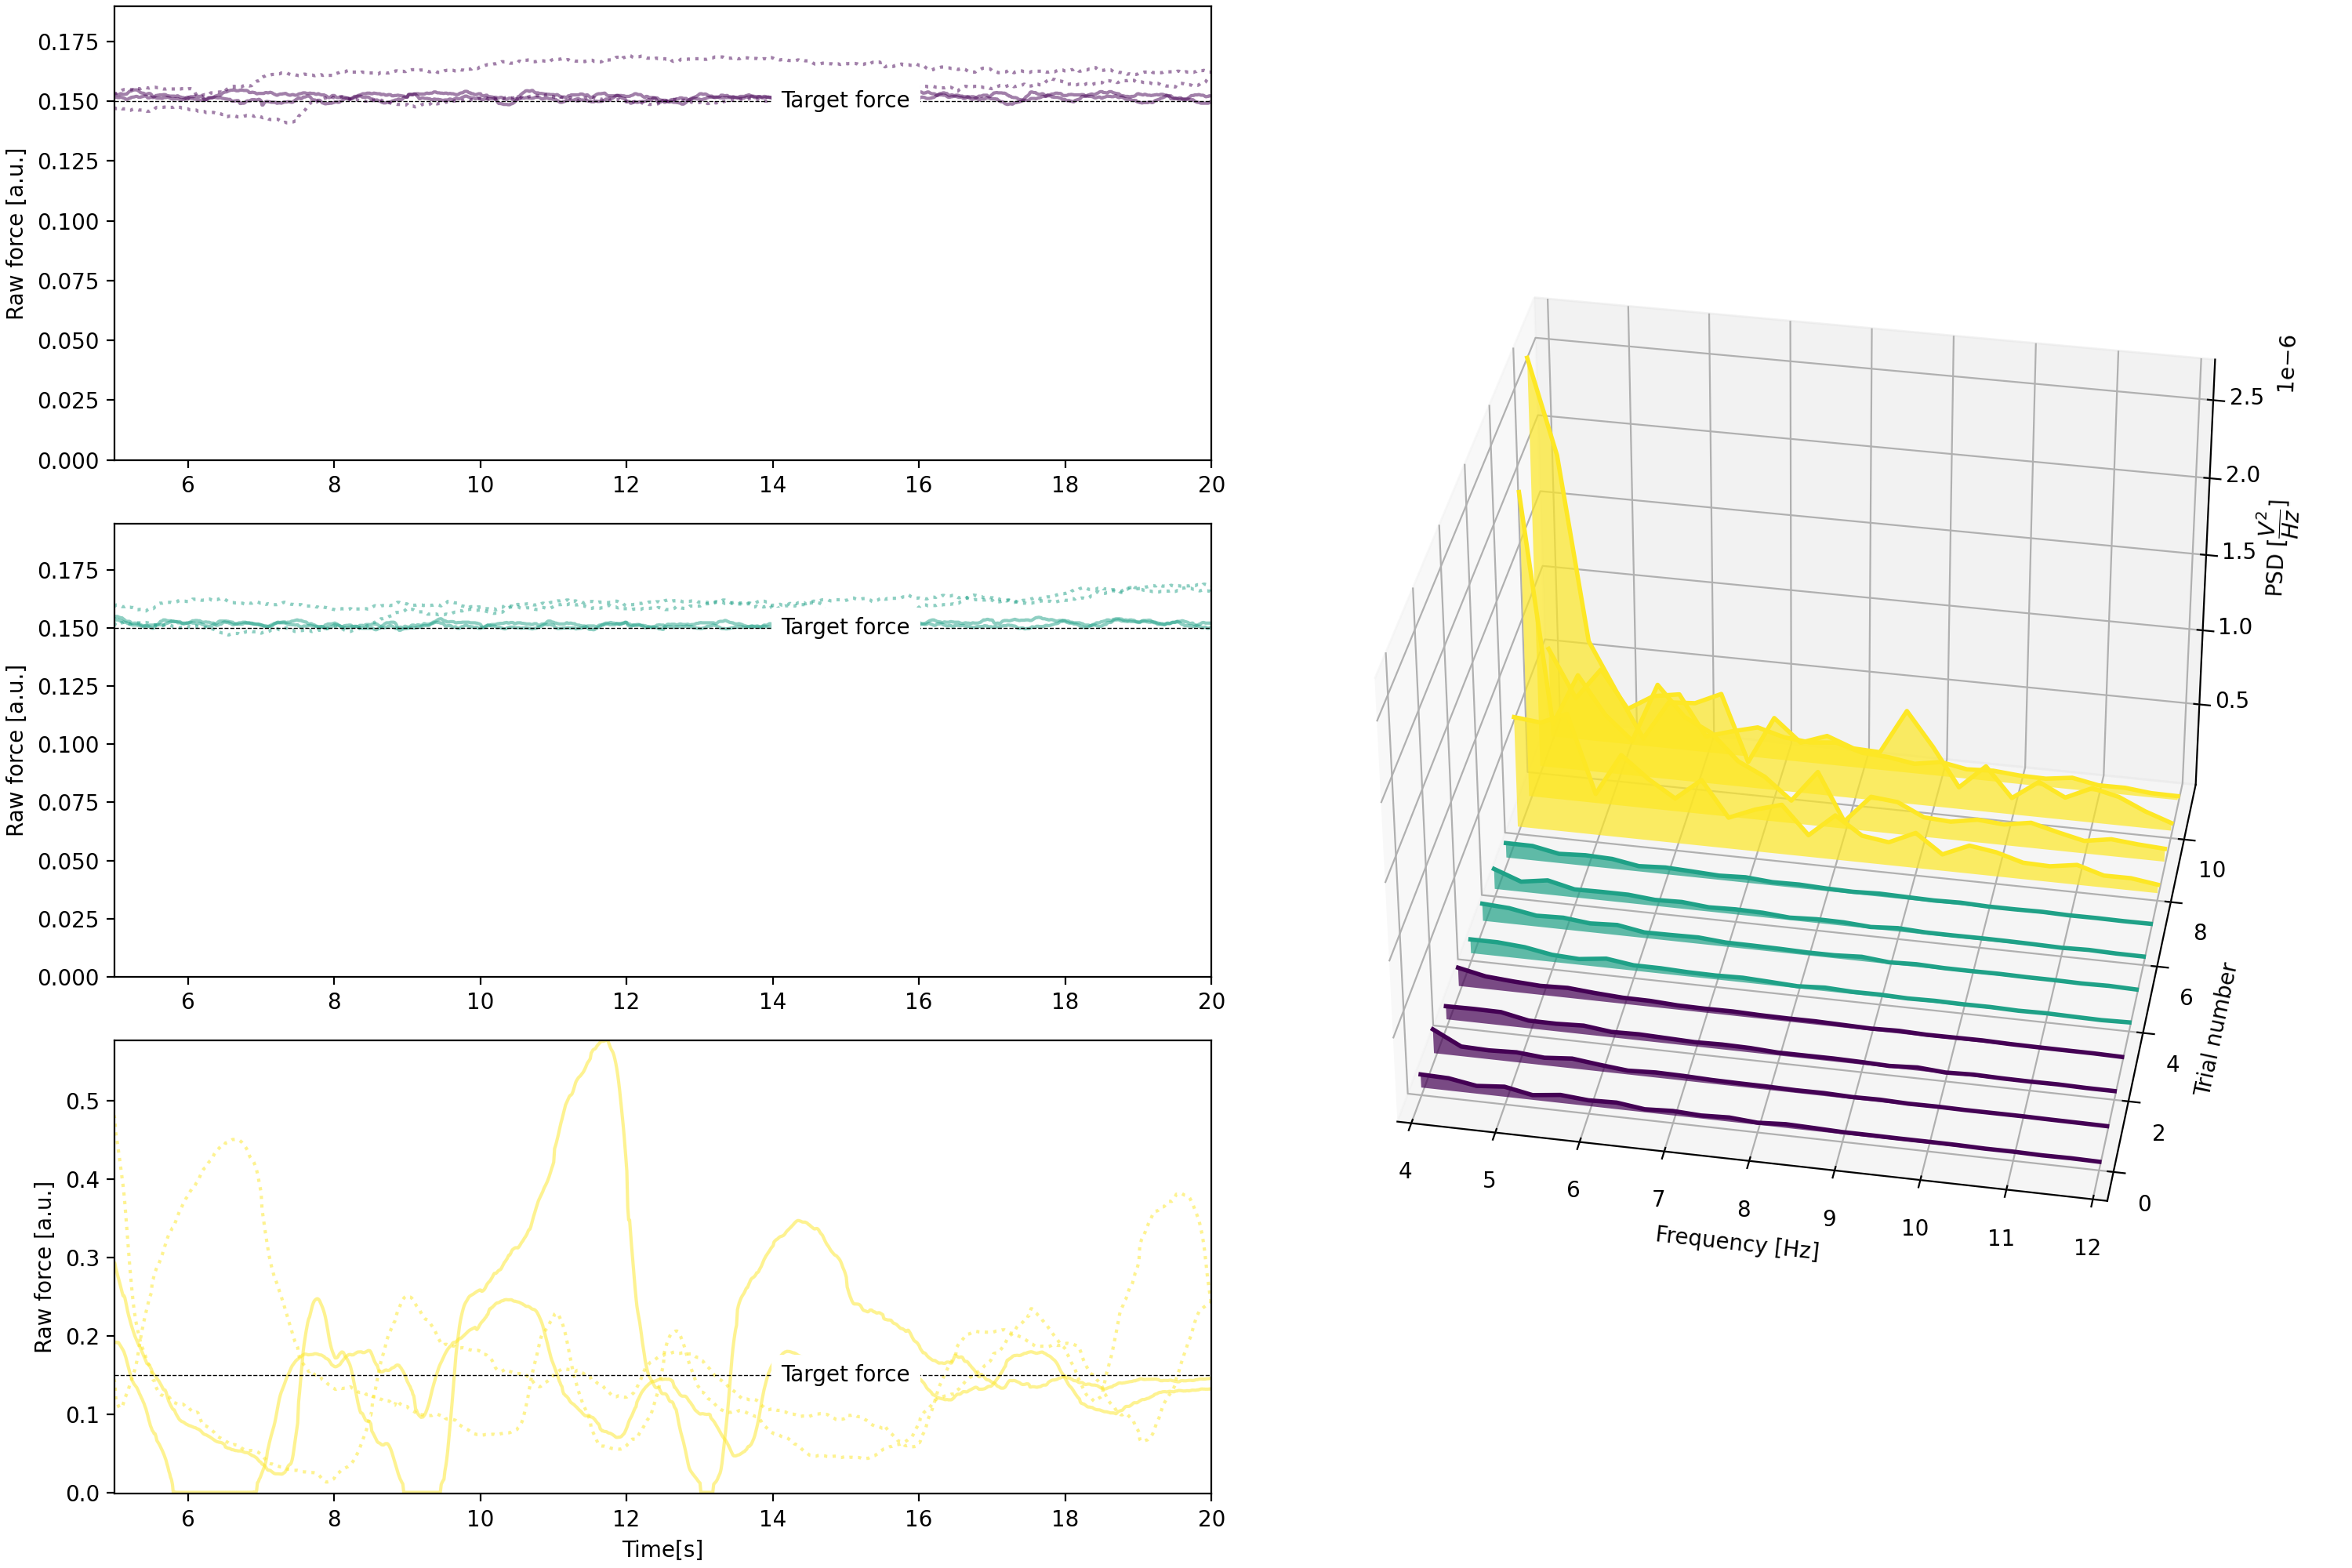 0.175
0.150
0.125
0.100
0.075
0.050
0.025
0.000
Raw force [a.u.]
Target force
6 8 10 12 14 16 18 20
0.175
0.150
0.125
0.100
0.075
0.050
0.025
0.000
Raw force [a.u.]
Target force
6 8 10 12 14 16 18 20
0.5
0.4
0.3
0.2
0.1
0.0
Raw force [a.u.]
Target force
6 8 10 12 14 16 18 20
Time[s]
1e−6
2.5
2.0
1.5
1.0
0.5
PSD [V²/Hz]
10
8
6
4
2
0
Trial number
4 5 6 7 8 9 10 11 12
Frequency [Hz]